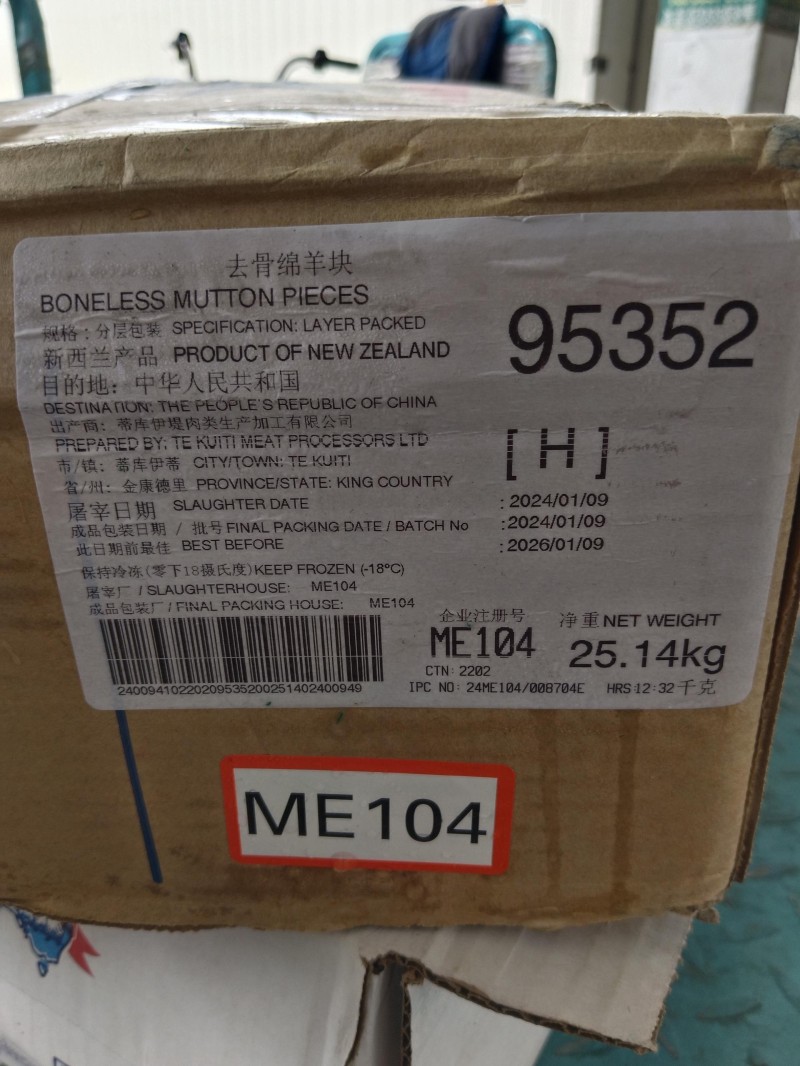 去骨绵羊块
BONELESS MUTTON PIECES
95352
规格：分层包装 SPECIFICATION: LAYER PACKED
新西兰产品 PRODUCT OF NEW ZEALAND
目的地：中华人民共和国
DESTINATION: THE PEOPLE'S REPUBLIC OF CHINA
出产商：蒂库伊堤肉类生产加工有限公司
PREPARED BY: TE KUITI MEAT PROCESSORS LTD
[ H ]
市/镇：蒂库伊蒂 CITY/TOWN: TE KUITI
省/州：金康德里 PROVINCE/STATE: KING COUNTRY
屠宰日期 SLAUGHTER DATE :2024/01/09
成品包装日期 / 批号 FINAL PACKING DATE / BATCH No :2024/01/09
此日期前最佳 BEST BEFORE :2026/01/09
保持冷冻(零下18摄氏度)KEEP FROZEN (-18°C)
屠宰厂 / SLAUGHTERHOUSE: ME104
成品包装厂 / FINAL PACKING HOUSE: ME104
企业注册号 净重 NET WEIGHT
ME104 25.14kg
CTN: 2202
IPC NO: 24ME104/008704E HRS:12:32 千克
2400941022020953520025140240094​9
ME104